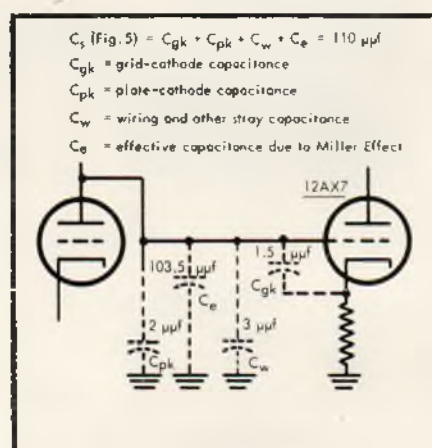 Cs (Fig. 5) = Cgk + Cpk + Cw + Ce = 110 μμf
Cgk = grid-cathode capacitance
Cpk = plate-cathode capacitance
Cw = wiring and other stray capacitance
Ce = effective capacitance due to Miller Effect
12AX7
1.5 μμf
Cgk
103.5 μμf
Ce
2 μμf
Cpk
3 μμf
Cw